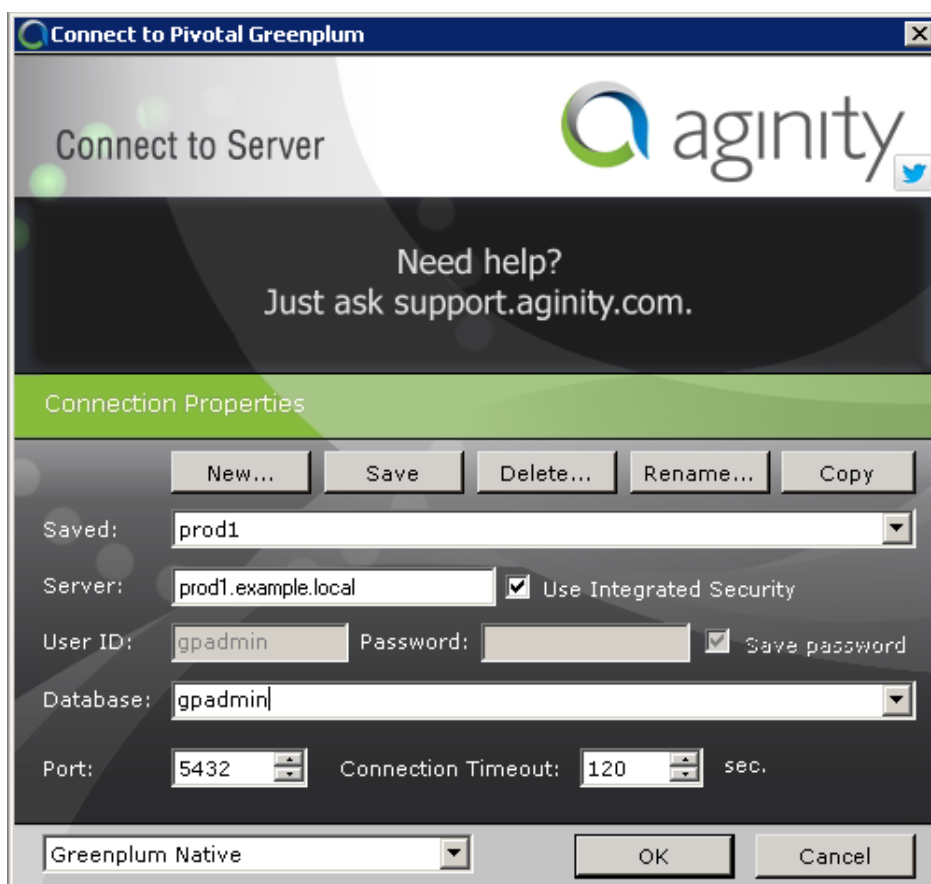 Connect to Pivotal Greenplum
Connect to Server
aginity
Need help?
Just ask support.aginity.com.
Connection Properties
New... Save Delete... Rename... Copy
Saved: prod1
Server: prod1.example.local Use Integrated Security
User ID: gpadmin Password: Save password
Database: gpadmin
Port: 5432 Connection Timeout: 120 sec.
Greenplum Native OK Cancel